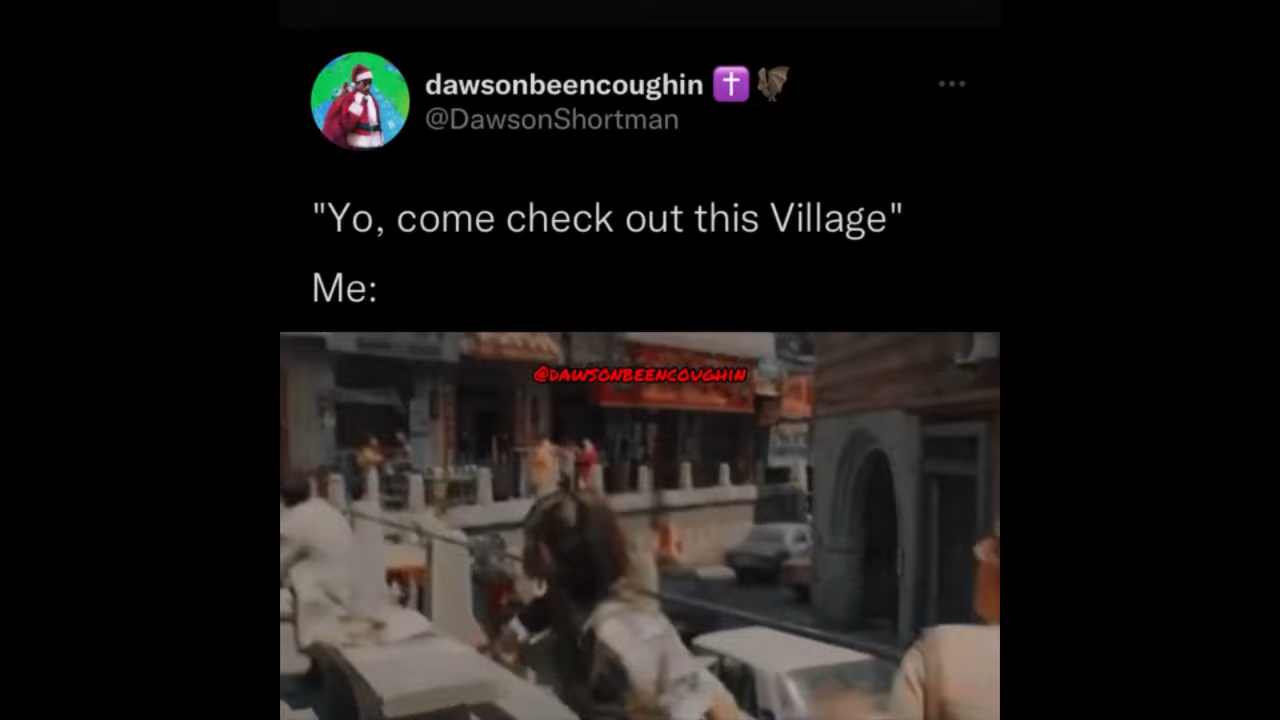 dawsonbeencoughin ✝️🦇
@DawsonShortman
"Yo, come check out this Village"
Me:
@DAWSONBEENCOUGHIN